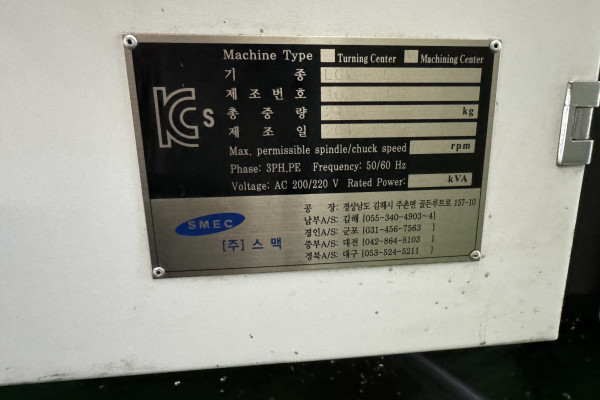 Machine Type Turning Center Machining Center
기 종
제 조 번 호
총 중 량 kg
제 조 일
Max. permissible spindle/chuck speed rpm
Phase: 3PH.PE Frequency: 50/60 Hz
Voltage: AC 200/220 V Rated Power: kVA
KCs
SMEC
[주] 스 맥
공 장: 경상남도 김해시 주촌면 골든루트로 157-10
남부A/S: 김해 [055-340-4903~4]
경인A/S: 군포 [031-456-7563 ]
중부A/S: 대전 [042-864-8103 ]
경북A/S: 대구 [053-524-5211 ]